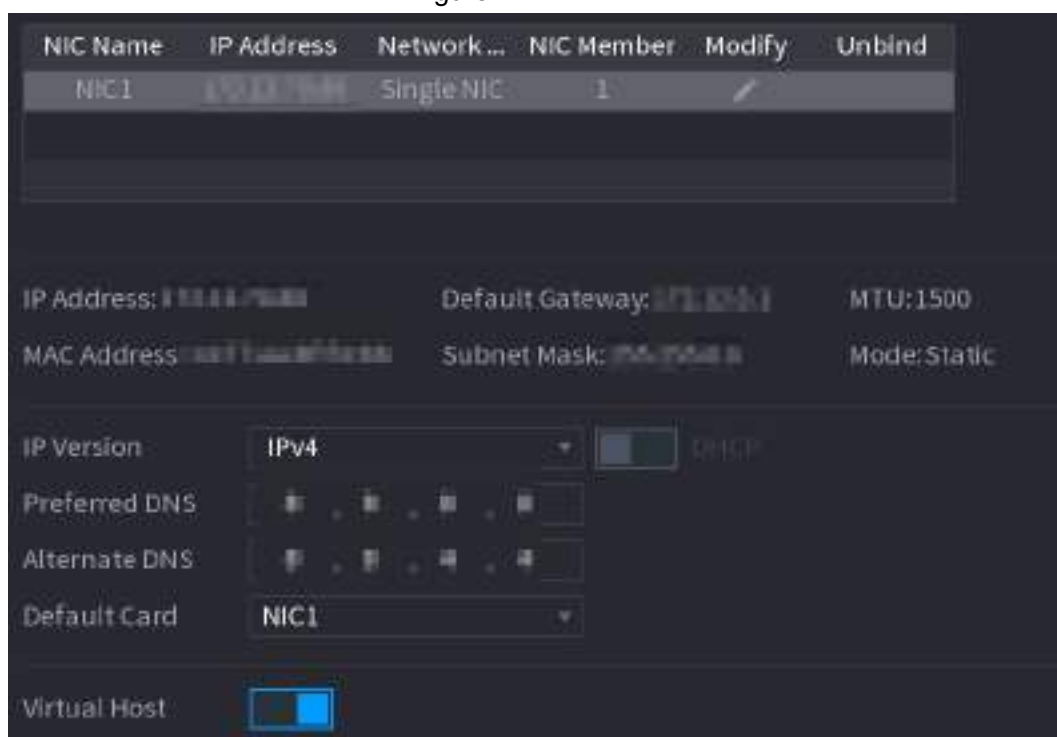 NIC Name IP Address Network... NIC Member Modify Unbind
NIC1 Single NIC 1
IP Address: Default Gateway: MTU:1500
MAC Address Subnet Mask: Mode:Static
IP Version IPv4 DHCP
Preferred DNS
Alternate DNS
Default Card NIC1
Virtual Host